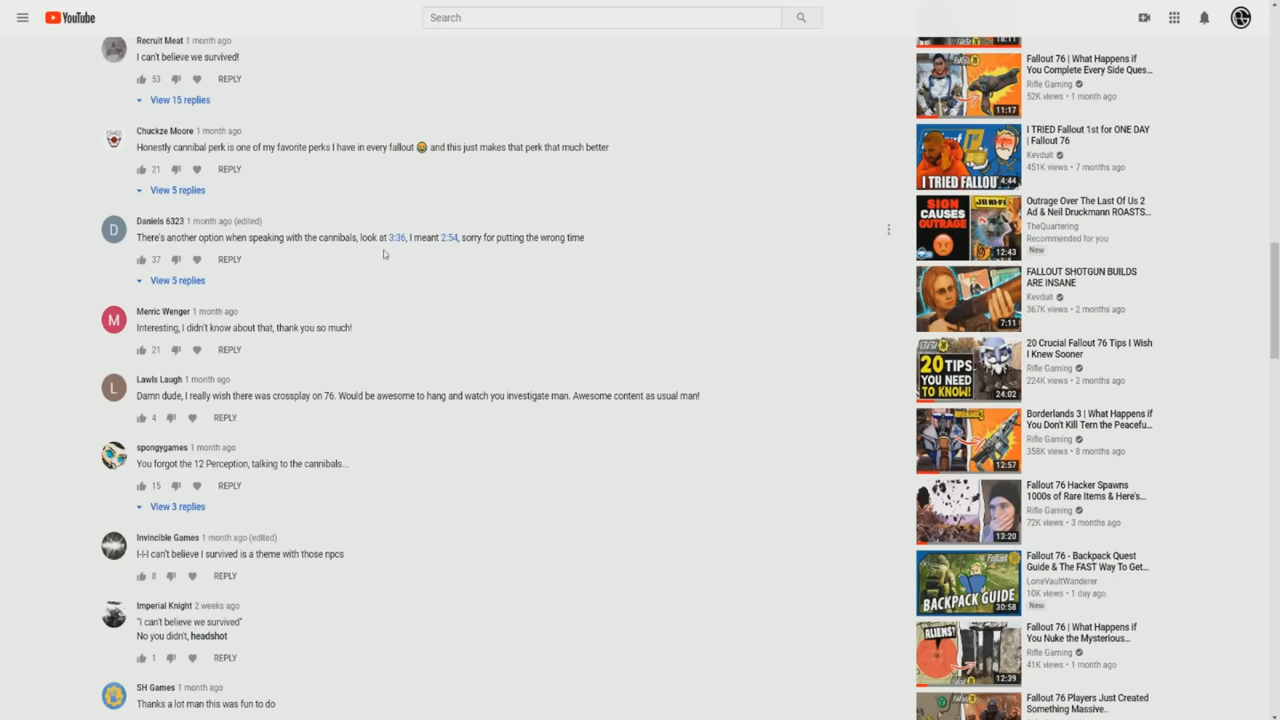 YouTube
Search
Recruit Meat 1 month ago
I can't believe we survived!
53 REPLY
View 15 replies
Chuckze Moore 1 month ago
Honestly cannibal perk is one of my favorite perks I have in every fallout 😂 and this just makes that perk that much better
21 REPLY
View 5 replies
D
Daniels 6323 1 month ago (edited)
There's another option when speaking with the cannibals, look at 3:36, I meant 2:54, sorry for putting the wrong time
37 REPLY
View 5 replies
M
Merric Wenger 1 month ago
Interesting, I didn't know about that, thank you so much!
21 REPLY
L
Lawls Laugh 1 month ago
Damn dude, I really wish there was crossplay on 76. Would be awesome to hang and watch you investigate man. Awesome content as usual man!
4 REPLY
spongygames 1 month ago
You forgot the 12 Perception, talking to the cannibals...
15 REPLY
View 3 replies
Invincible Games 1 month ago (edited)
I-I-I can't believe I survived is a theme with those npcs
8 REPLY
Imperial Knight 2 weeks ago
"I can't believe we survived"
No you didn't, headshot
1 REPLY
SH Games 1 month ago
Thanks a lot man this was fun to do
Fallout 76 | What Happens if
You Complete Every Side Ques...
Rifle Gaming
52K views • 1 month ago
11:17
I TRIED Fallout 1st for ONE DAY
| Fallout 76
Kevduit
451K views • 7 months ago
I TRIED FALLOU
4:44
Outrage Over The Last Of Us 2
Ad & Neil Druckmann ROASTS...
TheQuartering
Recommended for you
New
SIGN
CAUSES
OUTRAGE
12:43
FALLOUT SHOTGUN BUILDS
ARE INSANE
Kevduit
367K views • 2 months ago
7:11
20 Crucial Fallout 76 Tips I Wish
I Knew Sooner
Rifle Gaming
224K views • 2 months ago
20 TIPS
YOU NEED
TO KNOW!
24:02
Borderlands 3 | What Happens if
You Don't Kill Tern the Peacefu...
Rifle Gaming
358K views • 8 months ago
12:57
Fallout 76 Hacker Spawns
1000s of Rare Items & Here's...
Rifle Gaming
72K views • 3 months ago
13:20
Fallout 76 - Backpack Quest
Guide & The FAST Way To Get...
LoneVaultWanderer
10K views • 1 day ago
New
BACKPACK GUIDE
30:58
Fallout 76 | What Happens if
You Nuke the Mysterious...
Rifle Gaming
41K views • 1 month ago
ALIENS?
12:39
Fallout 76 Players Just Created
Something Massive..